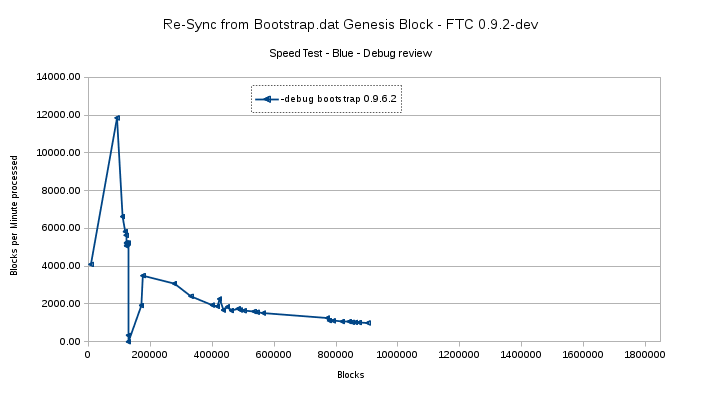 Re-Sync from Bootstrap.dat Genesis Block - FTC 0.9.2-dev
Speed Test - Blue - Debug review
-debug bootstrap 0.9.6.2
Blocks per Minute processed
14000.00
12000.00
10000.00
8000.00
6000.00
4000.00
2000.00
0.00
0 200000 400000 600000 800000 1000000 1200000 1400000 1600000 1800000
Blocks